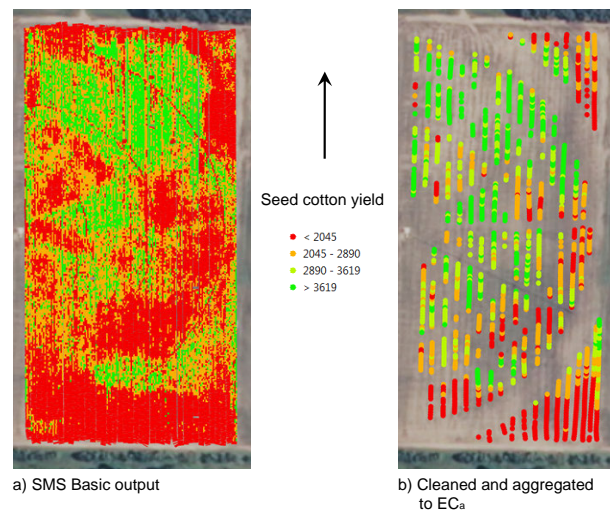 Seed cotton yield
< 2045
2045 - 2890
2890 - 3619
> 3619
a) SMS Basic output
b) Cleaned and aggregated
to ECa